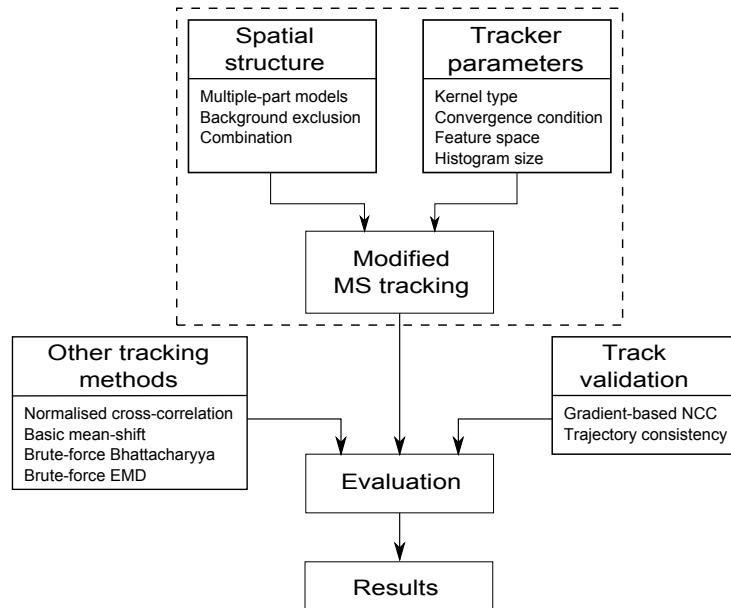 Spatial
structure
Multiple-part models
Background exclusion
Combination
Tracker
parameters
Kernel type
Convergence condition
Feature space
Histogram size
Modified
MS tracking
Other tracking
methods
Normalised cross-correlation
Basic mean-shift
Brute-force Bhattacharyya
Brute-force EMD
Track
validation
Gradient-based NCC
Trajectory consistency
Evaluation
Results